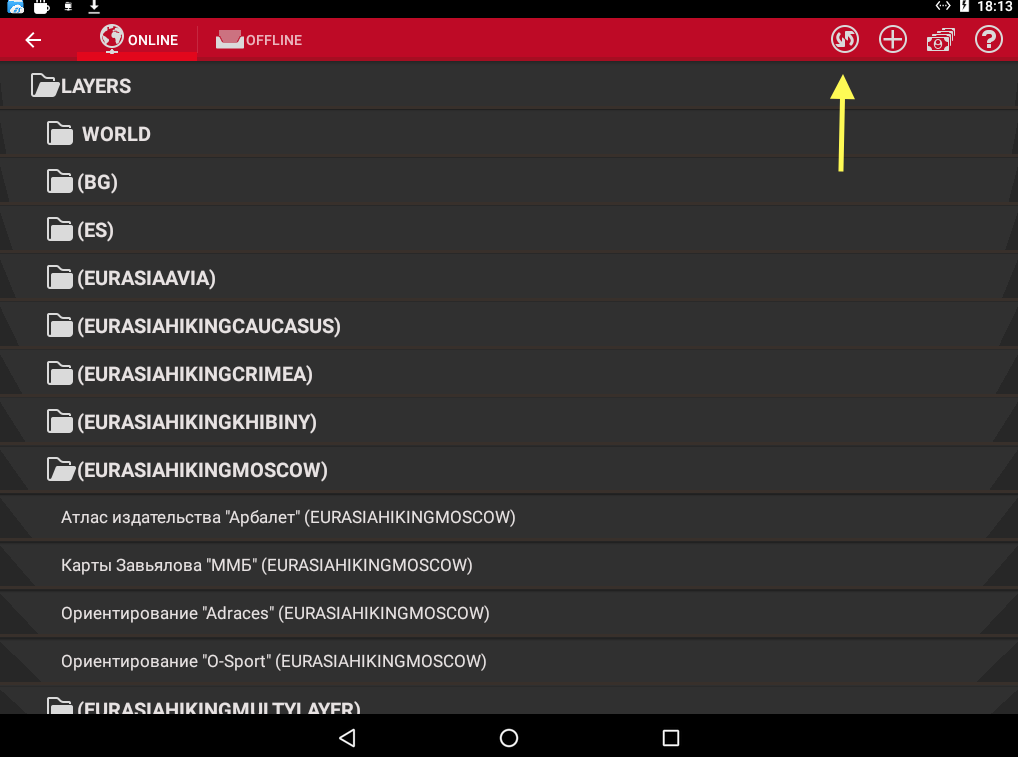 18:13
ONLINE
OFFLINE
LAYERS
WORLD
(BG)
(ES)
(EURASIAAVIA)
(EURASIAHIKINGCAUCASUS)
(EURASIAHIKINGCRIMEA)
(EURASIAHIKINGKHIBINY)
(EURASIAHIKINGMOSCOW)
Атлас издательства "Арбалет" (EURASIAHIKINGMOSCOW)
Карты Завьялова "ММБ" (EURASIAHIKINGMOSCOW)
Ориентирование "Adraces" (EURASIAHIKINGMOSCOW)
Ориентирование "O-Sport" (EURASIAHIKINGMOSCOW)
(EURASIAHIKINGMULTYLAYER)